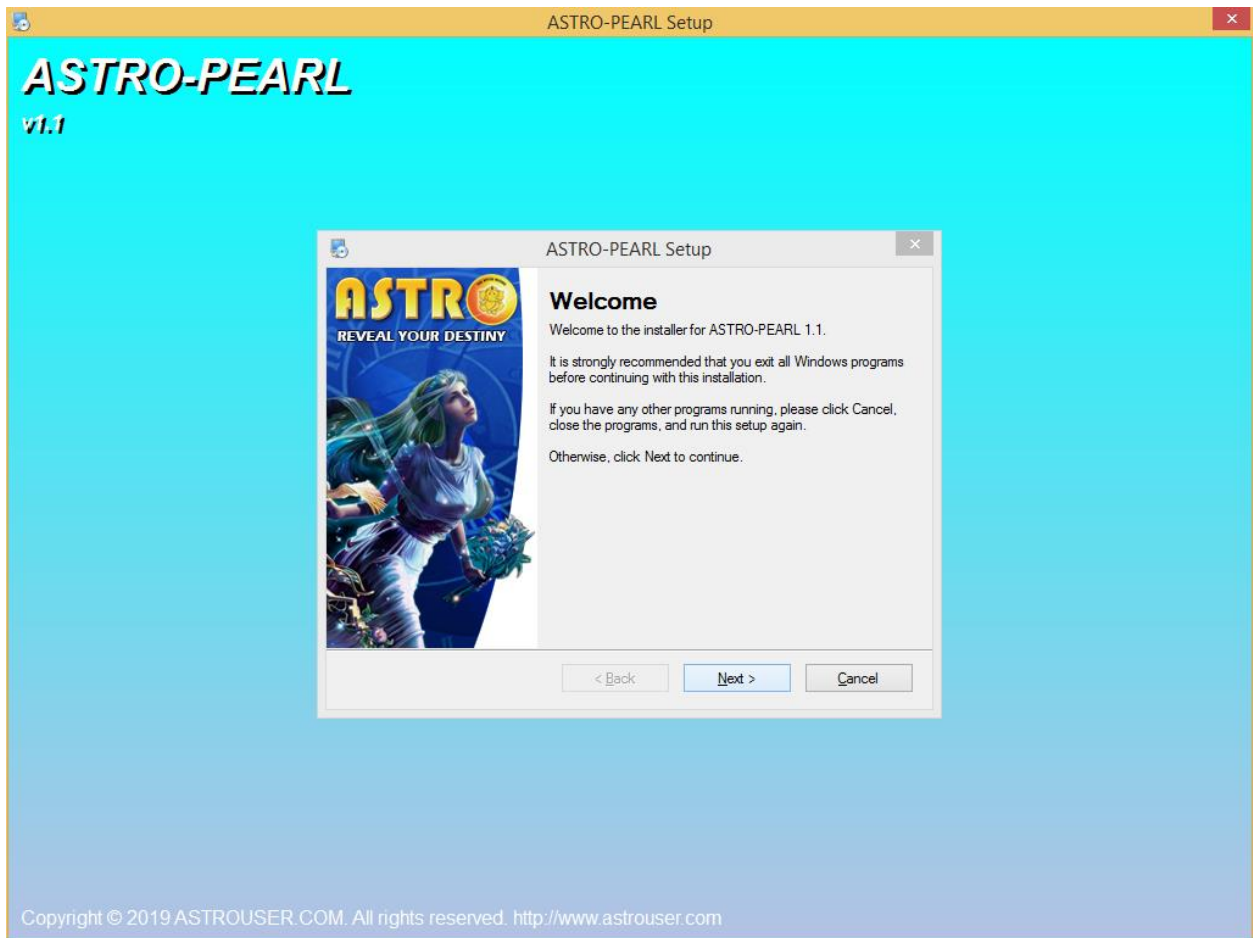 ASTRO-PEARL Setup
ASTRO-PEARL
v1.1
ASTRO-PEARL Setup
ASTRO
REVEAL YOUR DESTINY
Welcome
Welcome to the installer for ASTRO-PEARL 1.1.
It is strongly recommended that you exit all Windows programs
before continuing with this installation.
If you have any other programs running, please click Cancel,
close the programs, and run this setup again.
Otherwise, click Next to continue.
< Back
Next >
Cancel
Copyright © 2019 ASTROUSER.COM. All rights reserved. http://www.astrouser.com